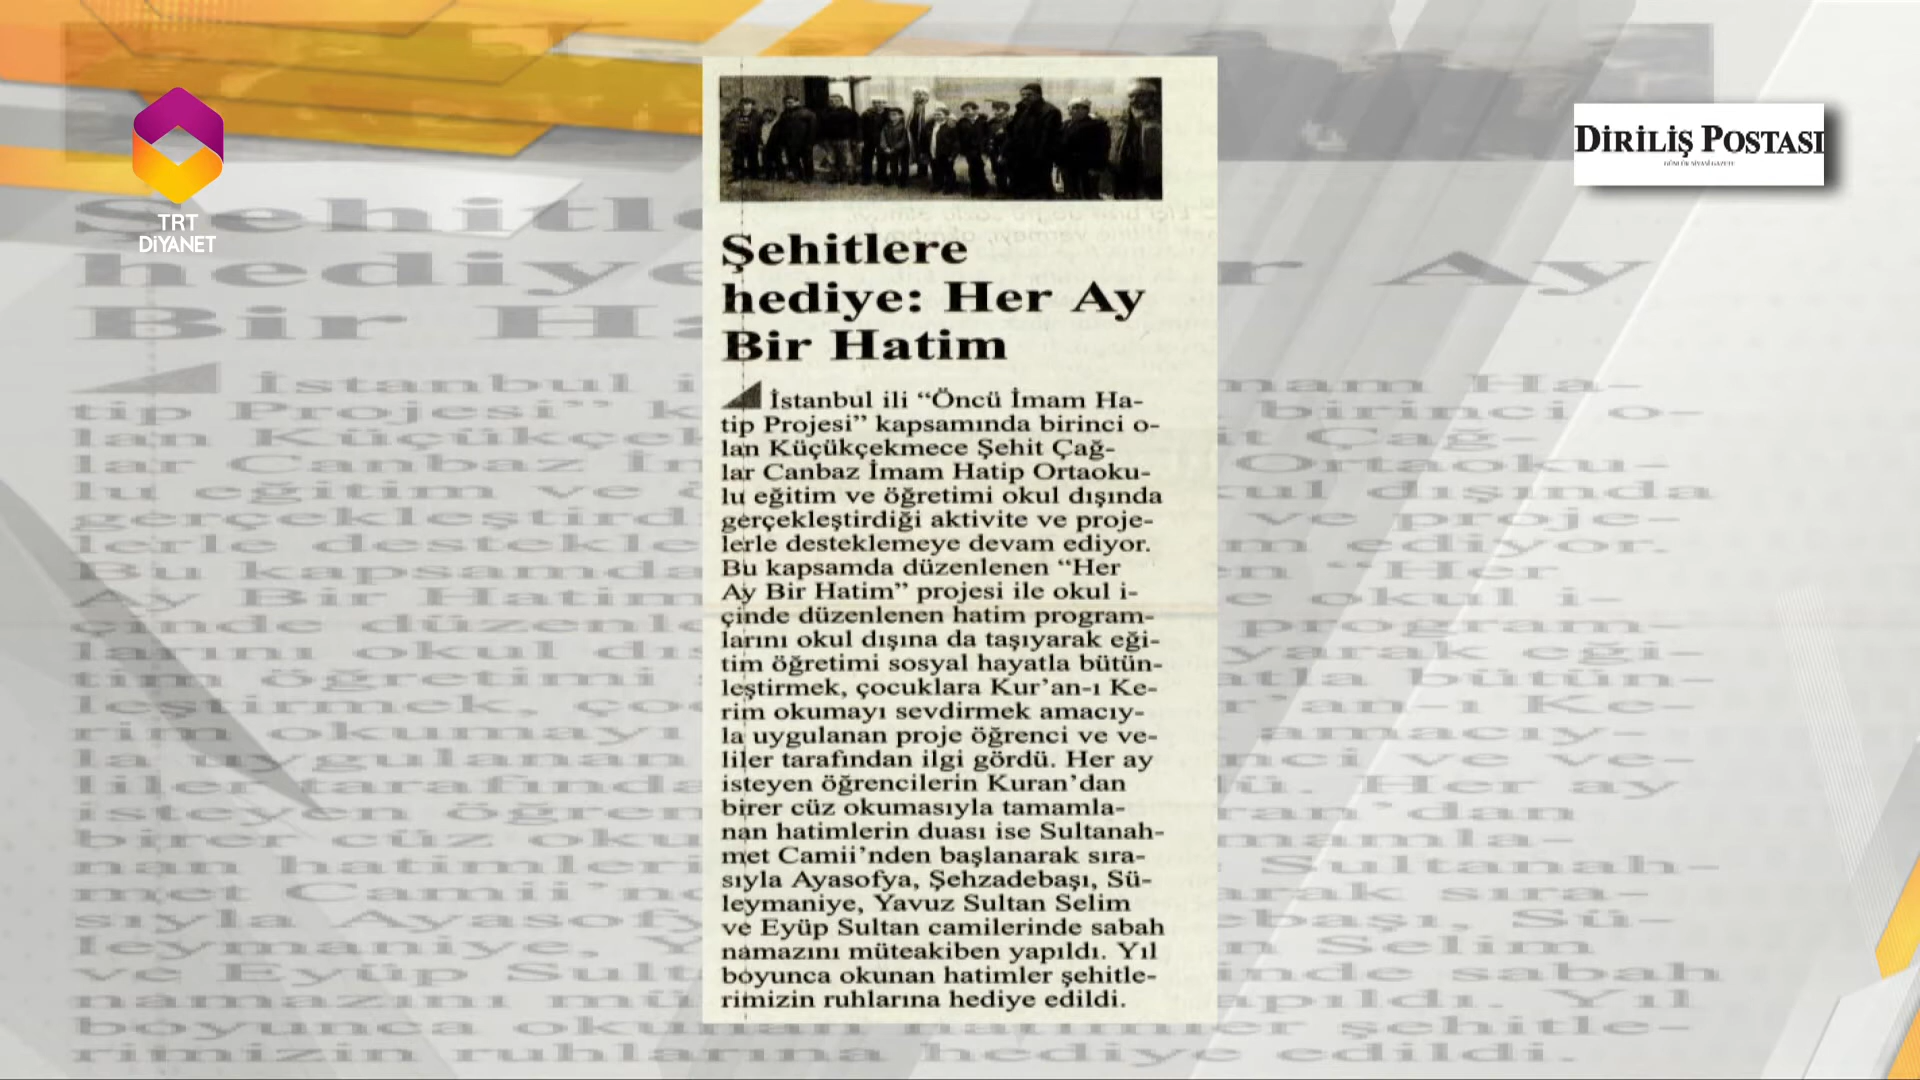 TRT
DİYANET
DİRİLİŞ POSTASI
GÜNLÜK SİYASİ GAZETE
Şehitlere
hediye: Her Ay
Bir Hatim
İstanbul ili “Öncü İmam Ha-
tip Projesi” kapsamında birinci o-
lan Küçükçekmece Şehit Çağ-
lar Canbaz İmam Hatip Ortaoku-
lu eğitim ve öğretimi okul dışında
gerçekleştirdiği aktivite ve proje-
lerle desteklemeye devam ediyor.
Bu kapsamda düzenlenen “Her
Ay Bir Hatim” projesi ile okul i-
çinde düzenlenen hatim program-
larını okul dışına da taşıyarak eği-
tim öğretimi sosyal hayatla bütün-
leştirmek, çocuklara Kur’an-ı Ke-
rim okumayı sevdirmek amacıy-
la uygulanan proje öğrenci ve ve-
liler tarafından ilgi gördü. Her ay
isteyen öğrencilerin Kuran’dan
birer cüz okumasıyla tamamla-
nan hatimlerin duası ise Sultanah-
met Camii’nden başlanarak sıra-
sıyla Ayasofya, Şehzadebaşı, Sü-
leymaniye, Yavuz Sultan Selim
ve Eyüp Sultan camilerinde sabah
namazını müteakiben yapıldı. Yıl
boyunca okunan hatimler şehitle-
rimizin ruhlarına hediye edildi.